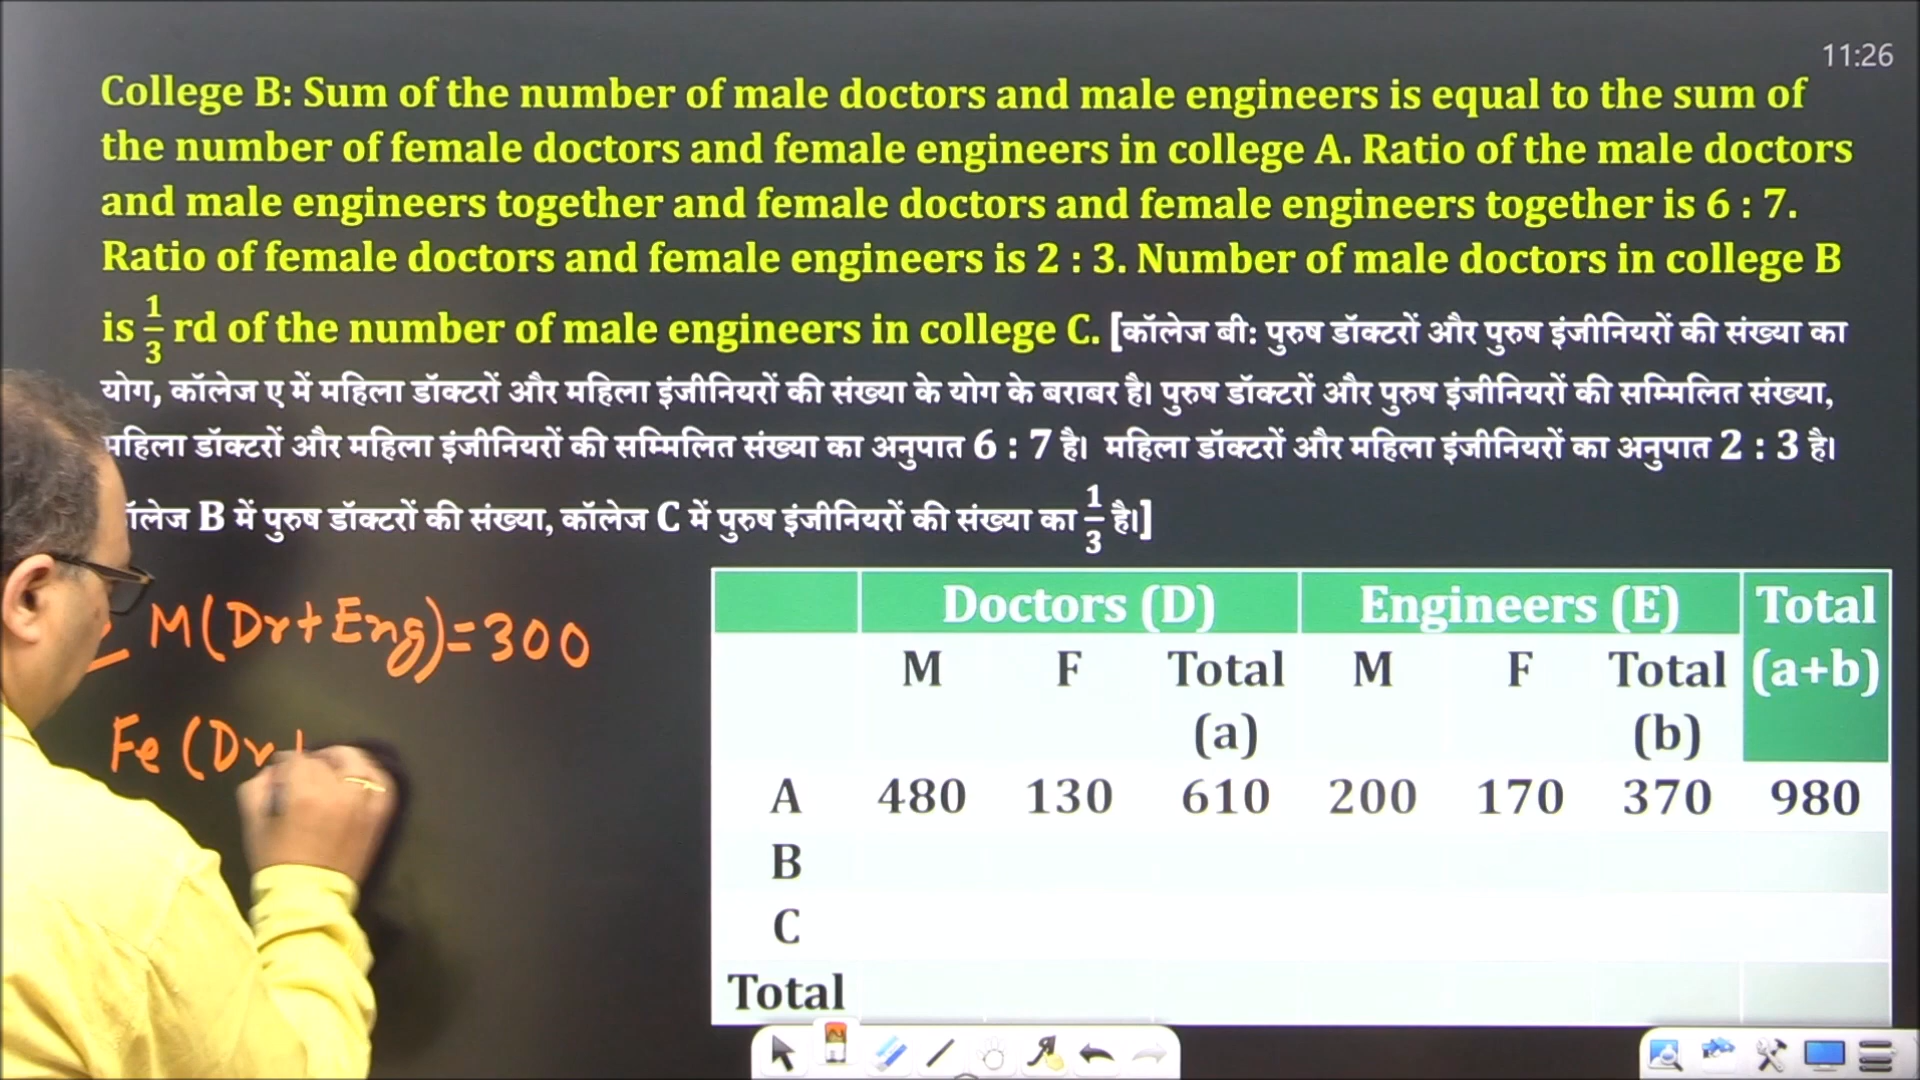 11:26
College B: Sum of the number of male doctors and male engineers is equal to the sum of
the number of female doctors and female engineers in college A. Ratio of the male doctors
and male engineers together and female doctors and female engineers together is 6 : 7.
Ratio of female doctors and female engineers is 2 : 3. Number of male doctors in college B
is 1/3 rd of the number of male engineers in college C. [कॉलेज बी: पुरुष डॉक्टरों और पुरुष इंजीनियरों की संख्या का
योग, कॉलेज ए में महिला डॉक्टरों और महिला इंजीनियरों की संख्या के योग के बराबर है। पुरुष डॉक्टरों और पुरुष इंजीनियरों की सम्मिलित संख्या,
महिला डॉक्टरों और महिला इंजीनियरों की सम्मिलित संख्या का अनुपात 6 : 7 है। महिला डॉक्टरों और महिला इंजीनियरों का अनुपात 2 : 3 है।
B में पुरुष डॉक्टरों की संख्या, कॉलेज C में पुरुष इंजीनियरों की संख्या का 1/3 है।]
M(Dr+Eng)=300
Fe (Dr+
Doctors (D) Engineers (E) Total
M F Total M F Total (a+b)
(a) (b)
A 480 130 610 200 170 370 980
B
C
Total